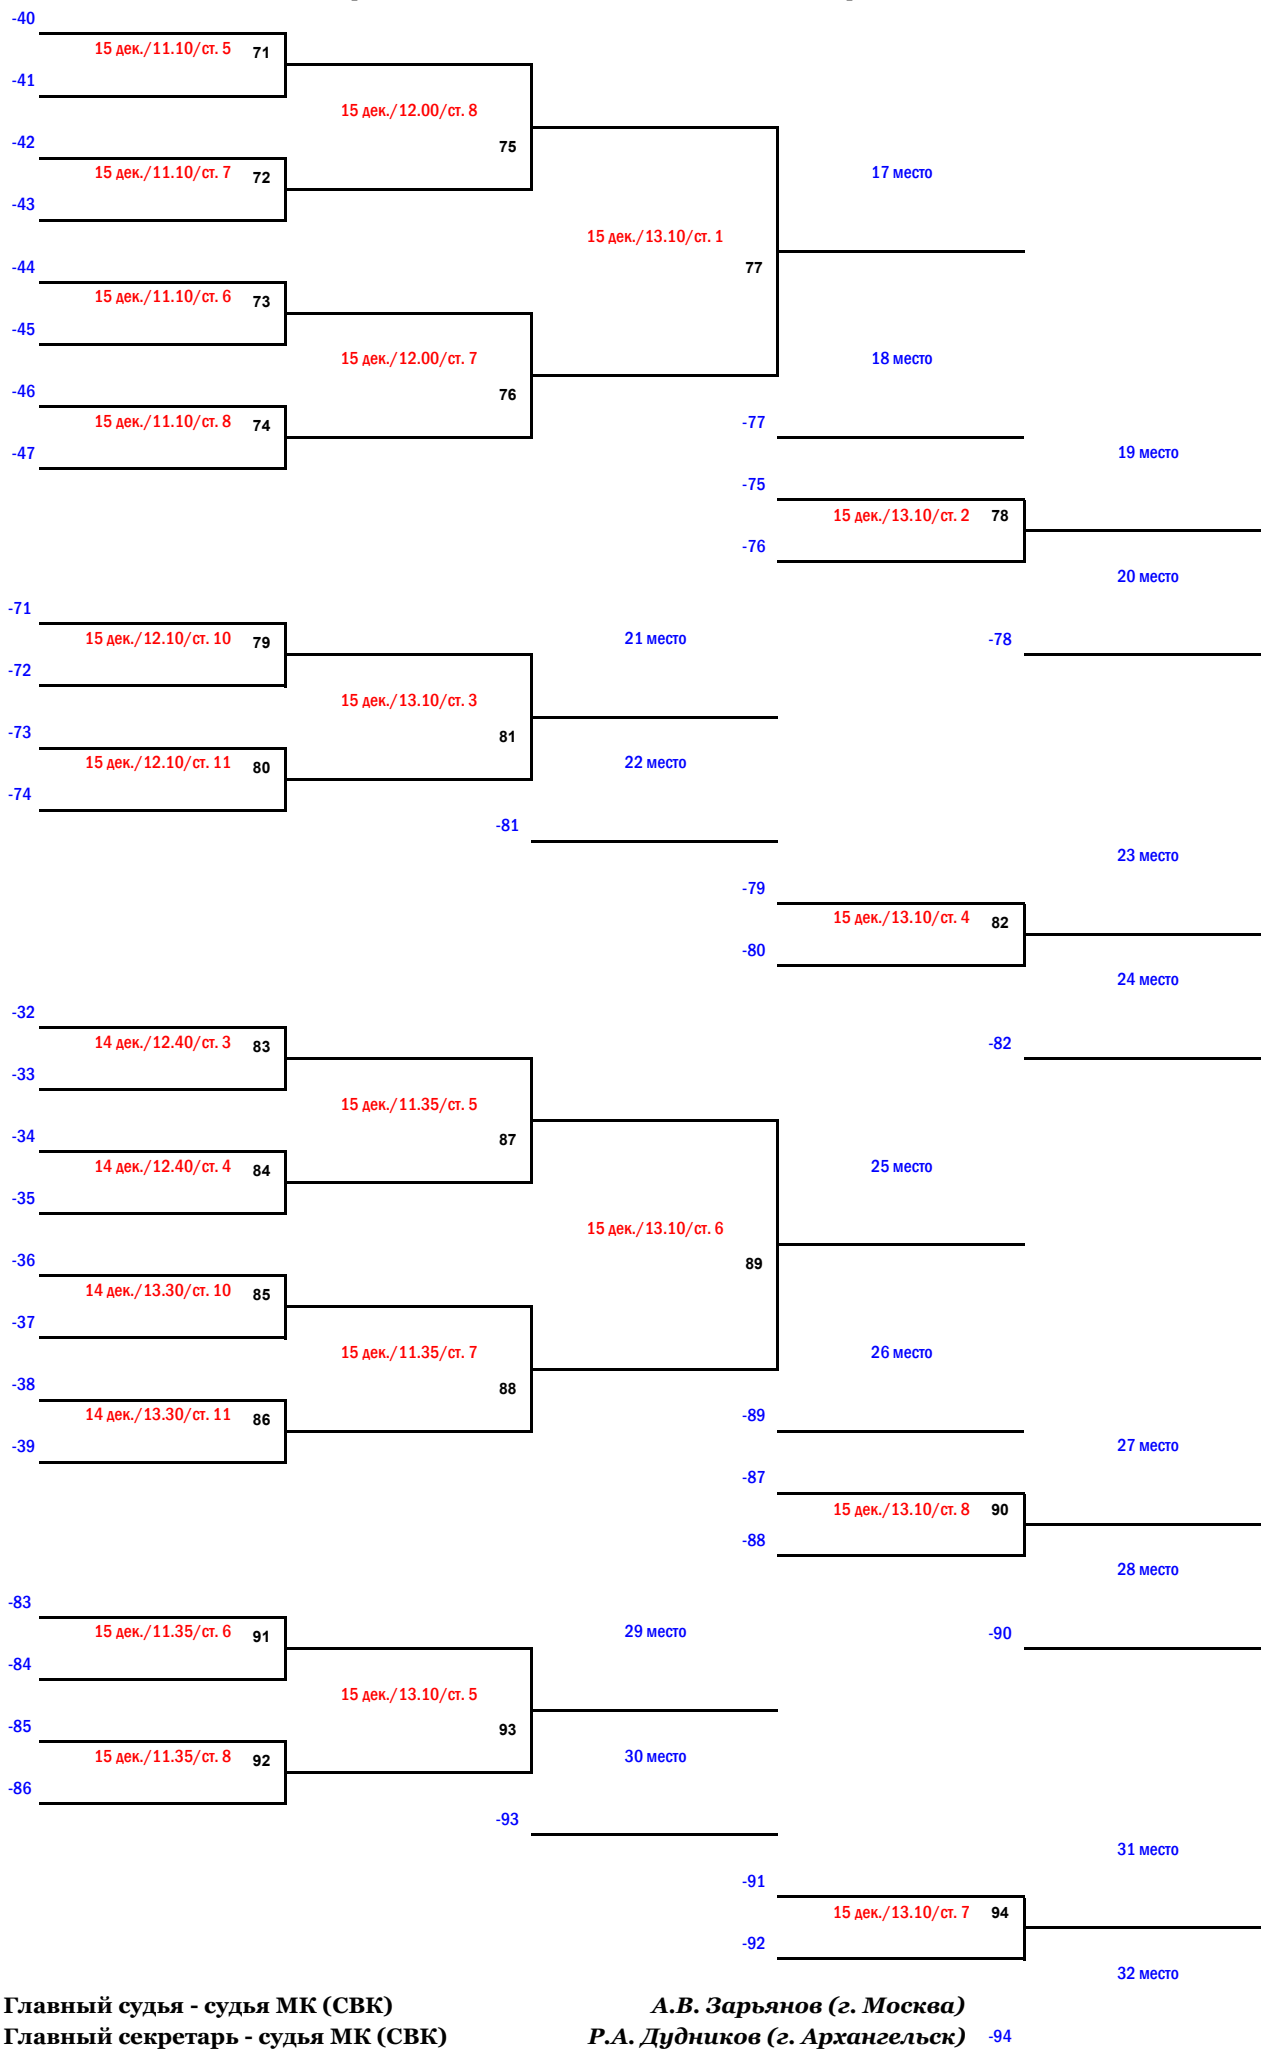 -40
15 дек./11.10/ст. 5 71
-41
15 дек./12.00/ст. 8
75
-42
15 дек./11.10/ст. 7 72
17 место
-43
15 дек./13.10/ст. 1
77
-44
15 дек./11.10/ст. 6 73
-45
15 дек./12.00/ст. 7
18 место
76
-46
15 дек./11.10/ст. 8 74
-77
-47
19 место
-75
15 дек./13.10/ст. 2 78
-76
20 место
-71
15 дек./12.10/ст. 10 79
21 место
-78
-72
15 дек./13.10/ст. 3
81
-73
15 дек./12.10/ст. 11 80
22 место
-74
-81
23 место
-79
15 дек./13.10/ст. 4 82
-80
24 место
-32
14 дек./12.40/ст. 3 83
-82
-33
15 дек./11.35/ст. 5
87
-34
14 дек./12.40/ст. 4 84
25 место
-35
15 дек./13.10/ст. 6
89
-36
14 дек./13.30/ст. 10 85
-37
15 дек./11.35/ст. 7
26 место
88
-38
14 дек./13.30/ст. 11 86
-89
-39
27 место
-87
15 дек./13.10/ст. 8 90
-88
28 место
-83
15 дек./11.35/ст. 6 91
29 место
-90
-84
15 дек./13.10/ст. 5
93
-85
15 дек./11.35/ст. 8 92
30 место
-86
-93
31 место
-91
15 дек./13.10/ст. 7 94
-92
32 место
Главный судья - судья МК (СВК) А.В. Зарьянов (г. Москва)
Главный секретарь - судья МК (СВК) Р.А. Дудников (г. Архангельск) -94